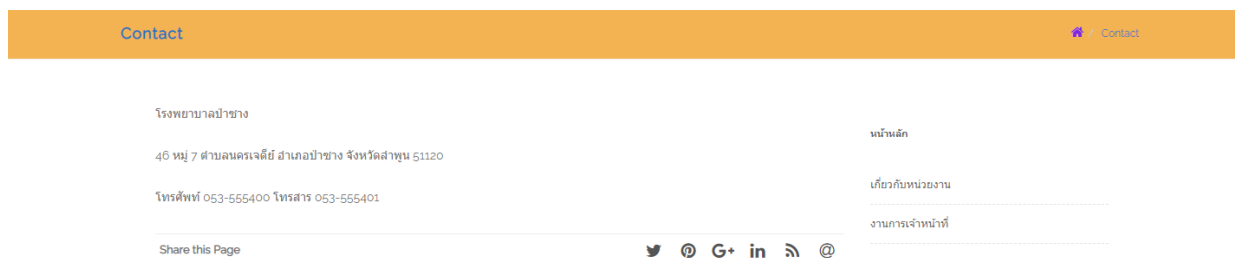 Contact
Contact
โรงพยาบาลป่าซาง
46 หมู่ 7 ตำบลนครเจดีย์ อำเภอป่าซาง จังหวัดลำพูน 51120
โทรศัพท์ 053-555400 โทรสาร 053-555401
Share this Page
หน้าหลัก
เกี่ยวกับหน่วยงาน
งานการเจ้าหน้าที่